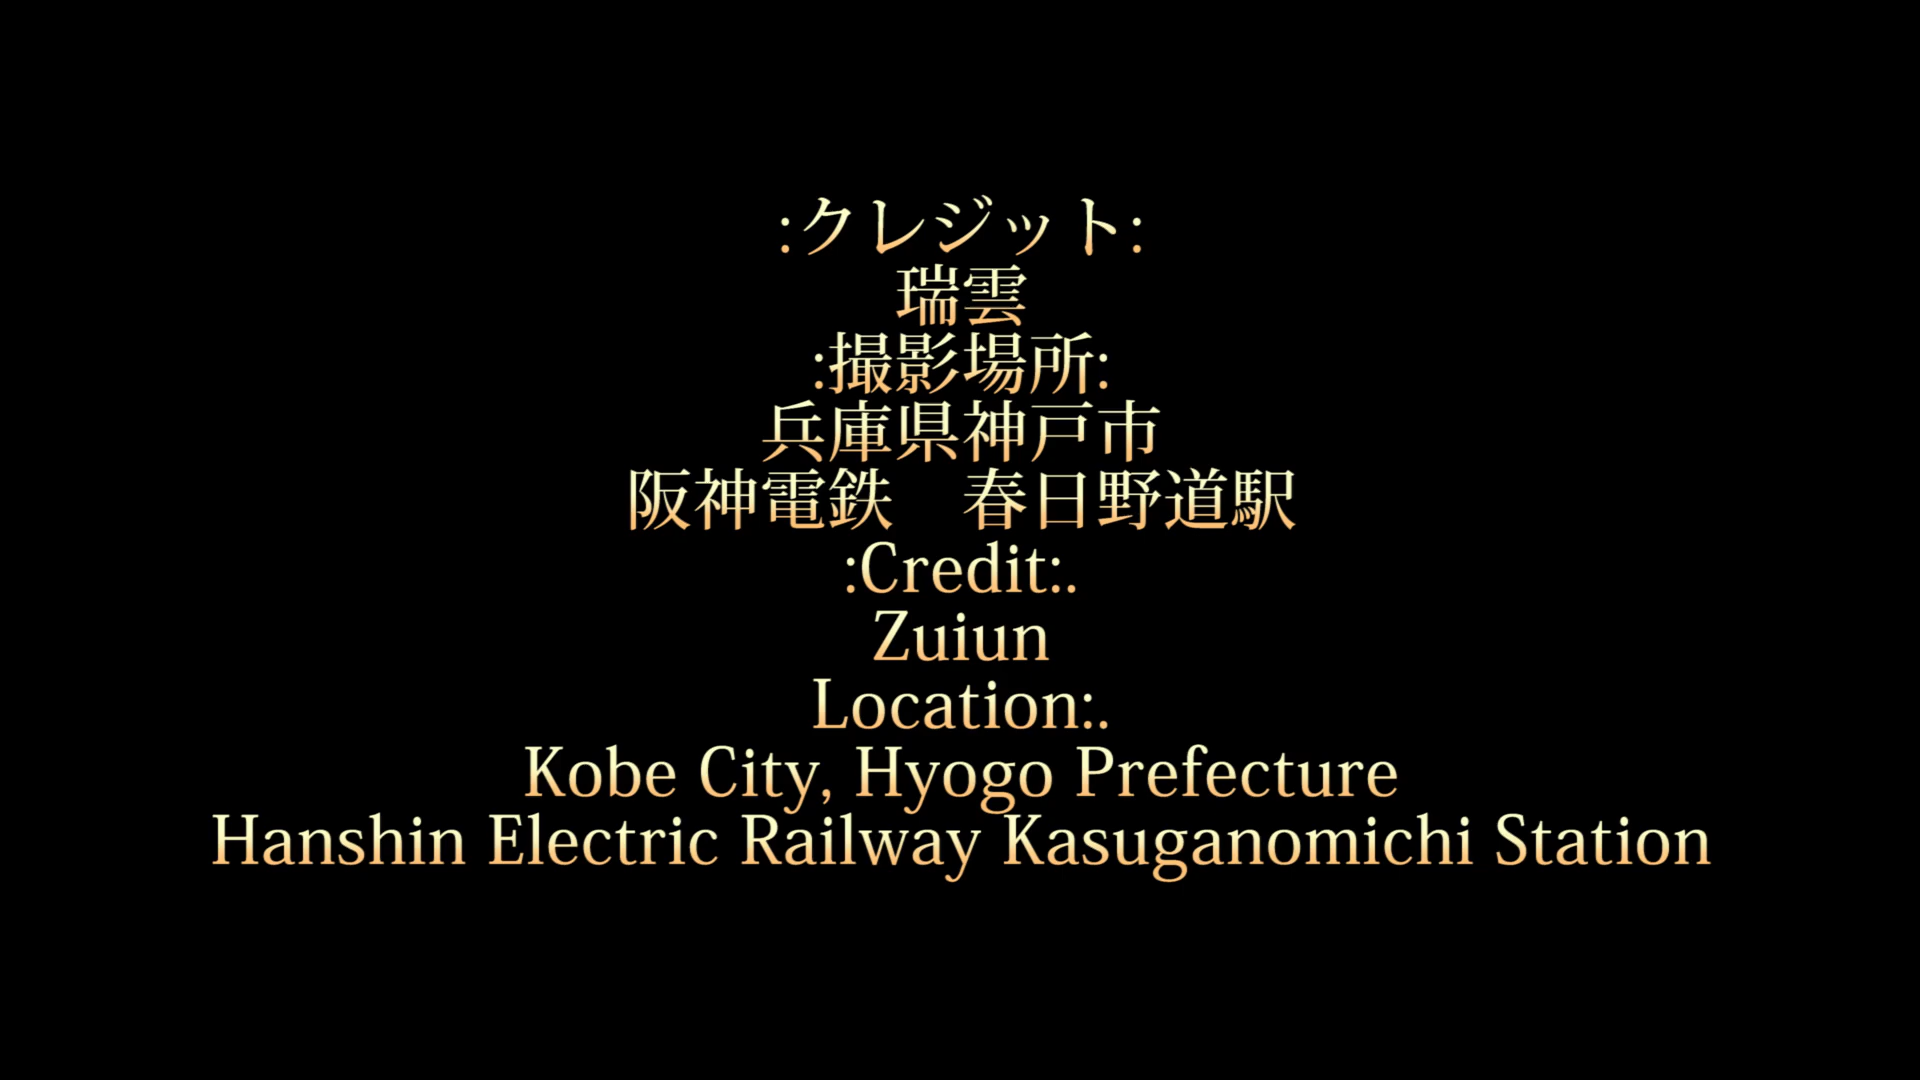 :クレジット:
瑞雲
:撮影場所:
兵庫県神戸市
阪神電鉄　春日野道駅
:Credit:.
Zuiun
Location:.
Kobe City, Hyogo Prefecture
Hanshin Electric Railway Kasuganomichi Station